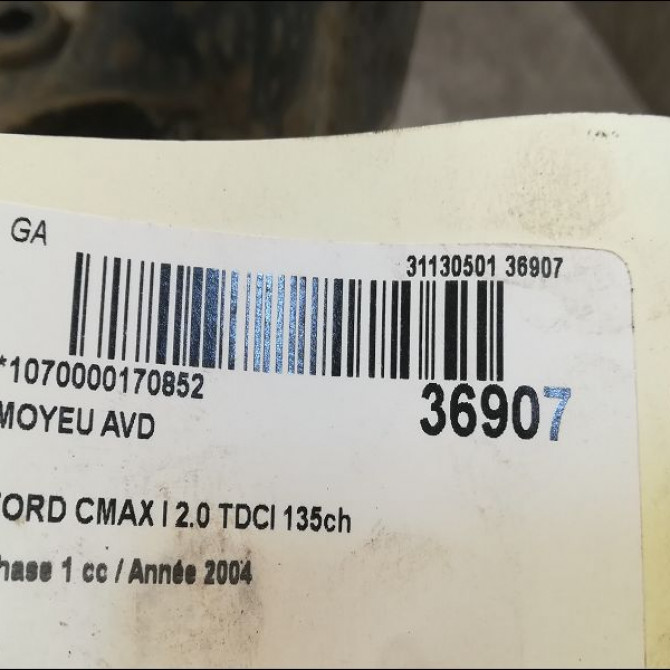 GA
31130501 36907
*1070000170852
36907
MOYEU AVD
ORD CMAX I 2.0 TDCI 135ch
hase 1 cc / Année 2004